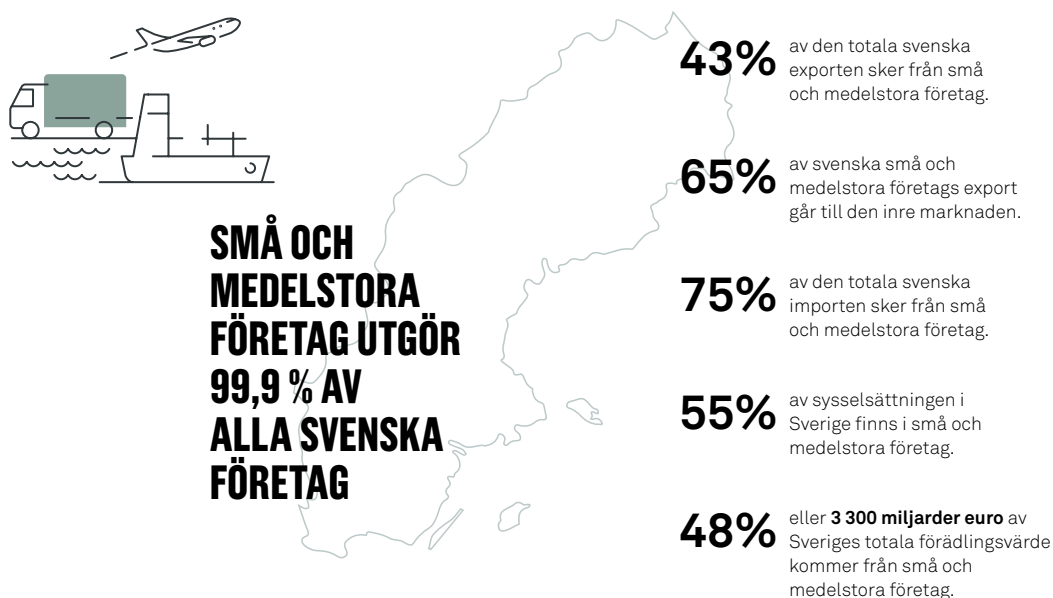 SMÅ OCH
MEDELSTORA
FÖRETAG UTGÖR
99,9 % AV
ALLA SVENSKA
FÖRETAG
43% av den totala svenska
exporten sker från små
och medelstora företag.
65% av svenska små och
medelstora företags export
går till den inre marknaden.
75% av den totala svenska
importen sker från små
och medelstora företag.
55% av sysselsättningen i
Sverige finns i små och
medelstora företag.
48% eller 3 300 miljarder euro av
Sveriges totala förädlingsvärde
kommer från små och
medelstora företag.